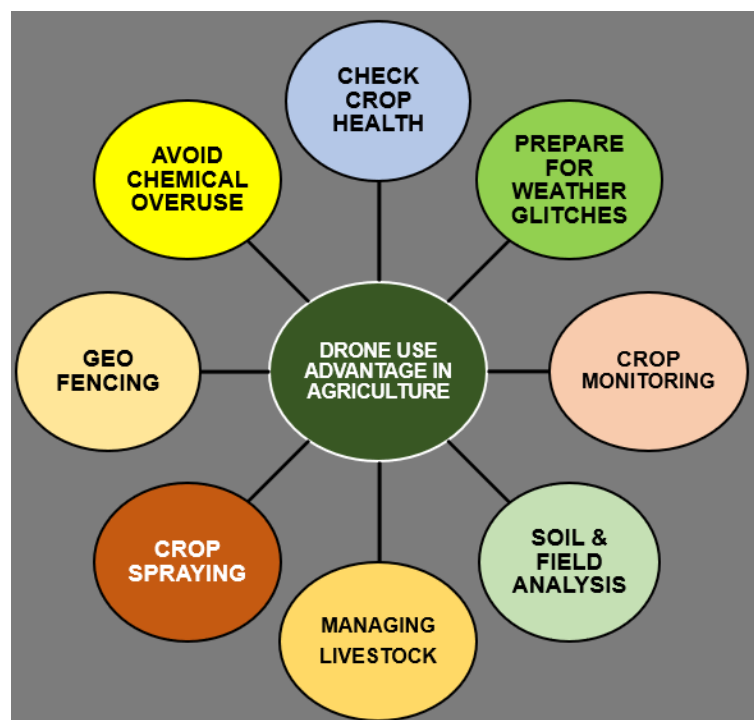 CHECK
CROP
HEALTH
PREPARE
FOR
WEATHER
GLITCHES
AVOID
CHEMICAL
OVERUSE
DRONE USE
ADVANTAGE IN
AGRICULTURE
GEO
FENCING
CROP
MONITORING
CROP
SPRAYING
SOIL &
FIELD
ANALYSIS
MANAGING
LIVESTOCK